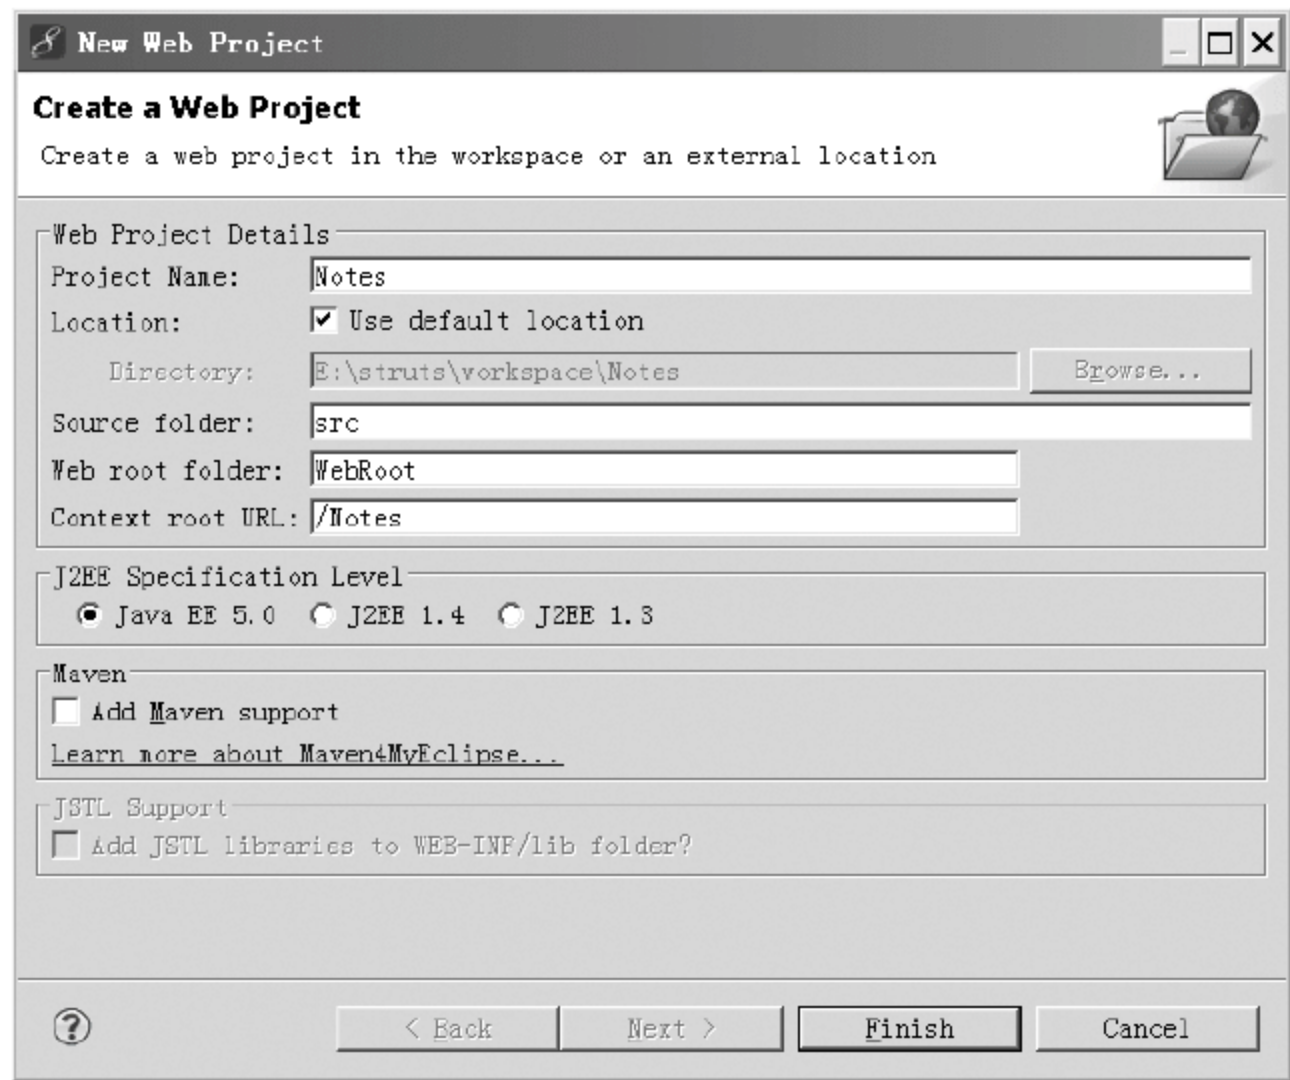 New Web Project
Create a Web Project
Create a web project in the workspace or an external location
Web Project Details
Project Name: Notes
Location: Use default location
Directory: E:\struts\workspace\Notes Browse...
Source folder: src
Web root folder: WebRoot
Context root URL: /Notes
J2EE Specification Level
Java EE 5.0 J2EE 1.4 J2EE 1.3
Maven
Add Maven support
Learn more about Maven4MyEclipse...
JSTL Support
Add JSTL libraries to WEB-INF/lib folder?
< Back Next > Finish Cancel